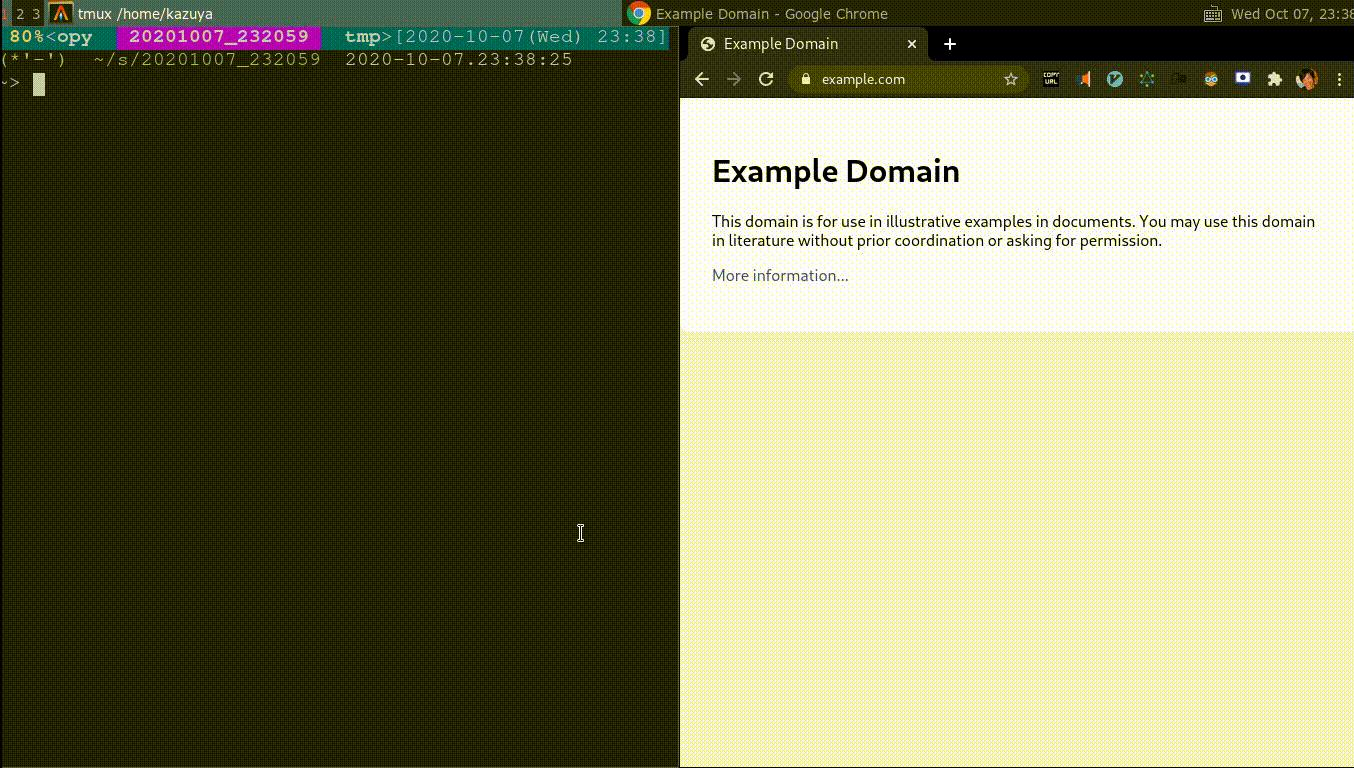 1 2 3 tmux /home/kazuya Example Domain - Google Chrome Wed Oct 07, 23:38
80%<opy 20201007_232059 tmp>[2020-10-07(Wed) 23:38]
(*'-') ~/s/20201007_232059 2020-10-07.23:38:25
~>
Example Domain
example.com
COPY URL
Example Domain
This domain is for use in illustrative examples in documents. You may use this domain
in literature without prior coordination or asking for permission.
More information...